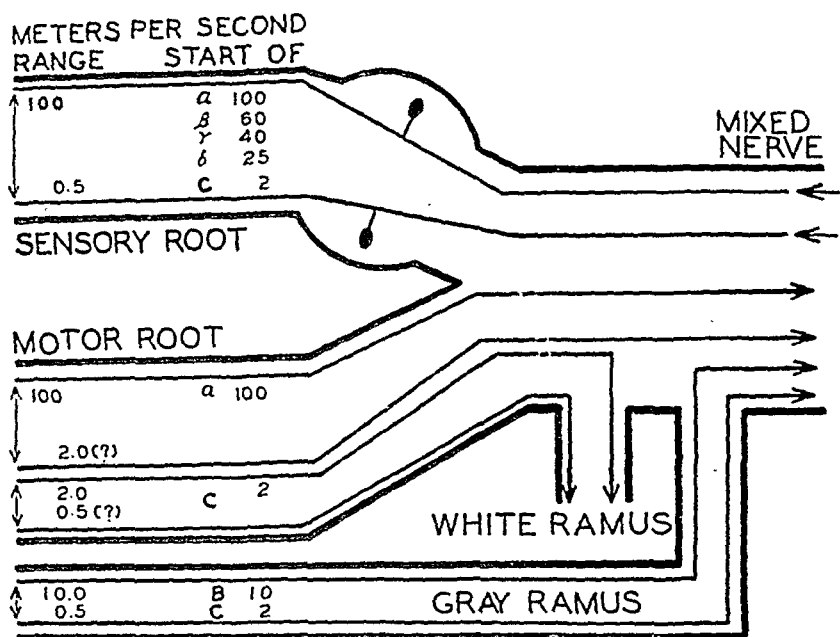 METERS PER SECOND
RANGE START OF
100 α 100
β 60
γ 40
δ 25
0.5 C 2
SENSORY ROOT
MIXED
NERVE
MOTOR ROOT
100 α 100
2.0(?)
2.0 C 2
0.5(?)
WHITE RAMUS
10.0 B 10
0.5 C 2
GRAY RAMUS